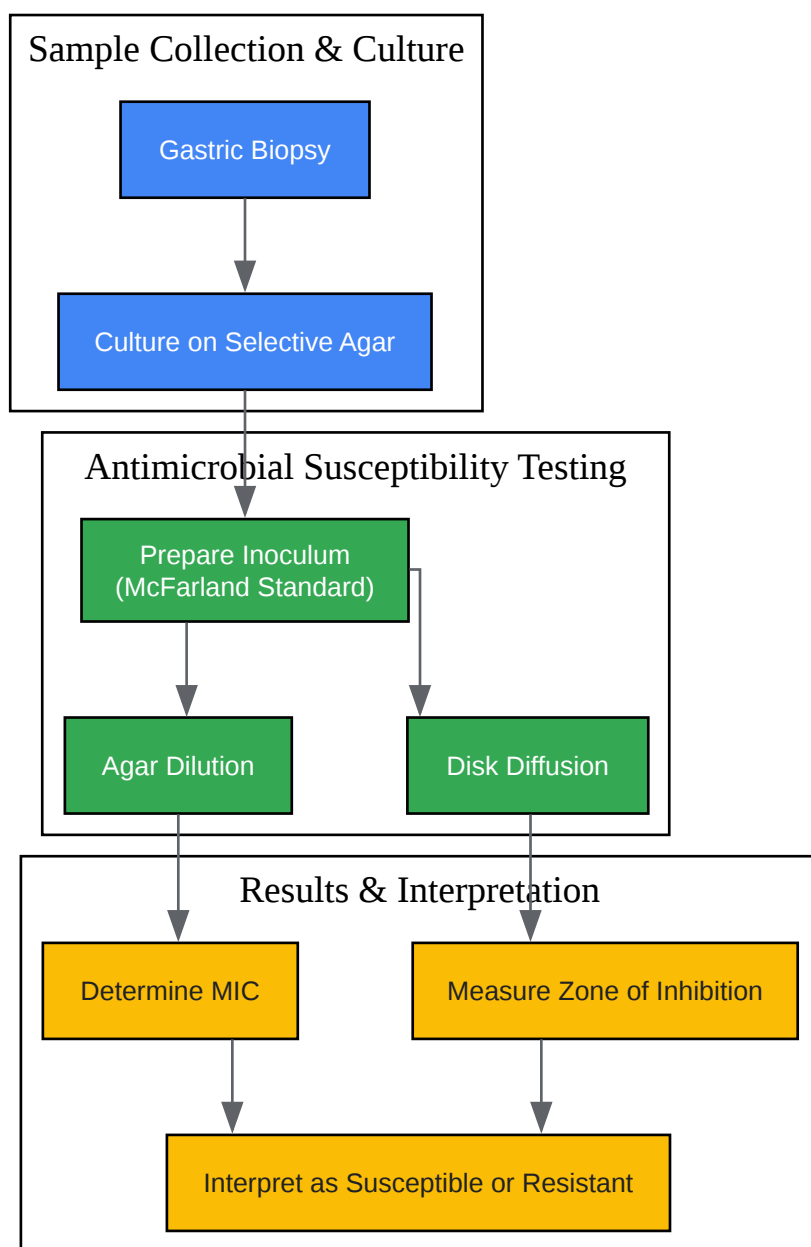 Sample Collection & Culture
Gastric Biopsy
Culture on Selective Agar
Antimicrobial Susceptibility Testing
Prepare Inoculum
(McFarland Standard)
Agar Dilution
Disk Diffusion
Results & Interpretation
Determine MIC
Measure Zone of Inhibition
Interpret as Susceptible or Resistant